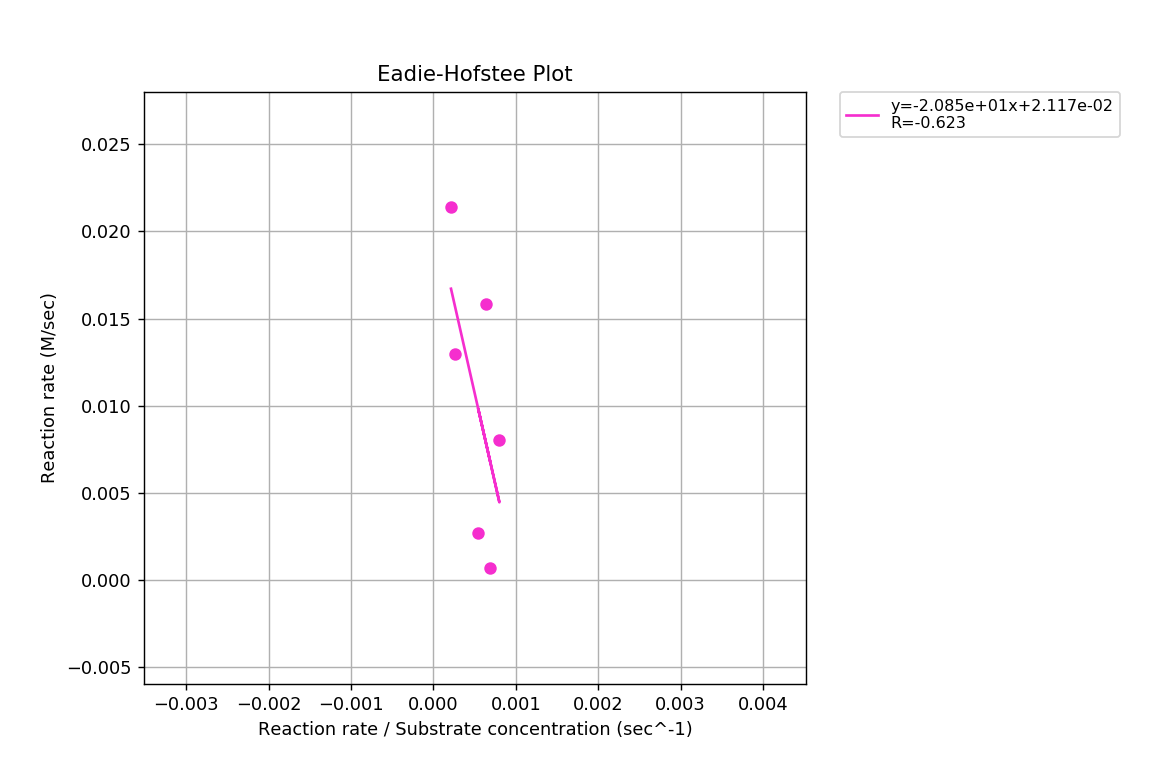 Eadie-Hofstee Plot
y=-2.085e+01x+2.117e-02
R=-0.623
0.025
0.020
0.015
0.010
0.005
0.000
−0.005
Reaction rate (M/sec)
−0.003 −0.002 −0.001 0.000 0.001 0.002 0.003 0.004
Reaction rate / Substrate concentration (sec^-1)